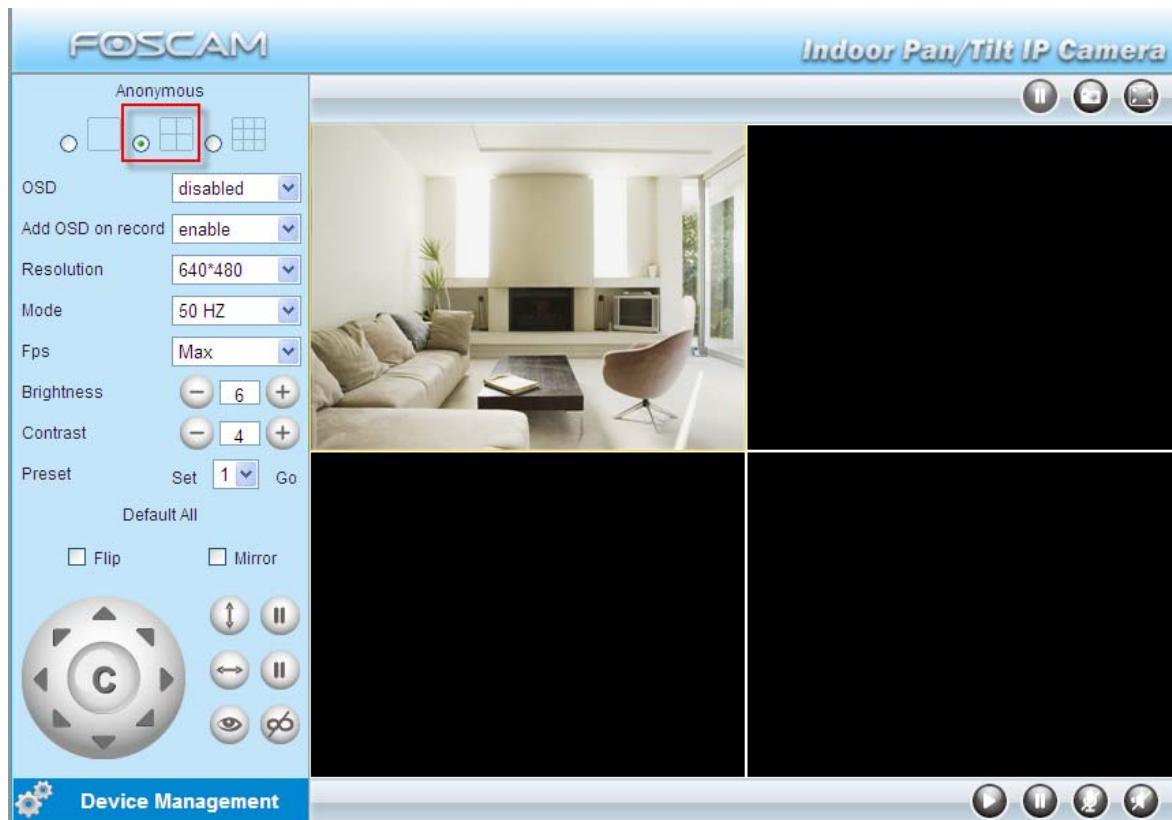 FOSCAM
Indoor Pan/Tilt IP Camera
Anonymous
OSD disabled
Add OSD on record enable
Resolution 640*480
Mode 50 HZ
Fps Max
Brightness 6
Contrast 4
Preset Set 1 Go
Default All
Flip Mirror
C
Device Management